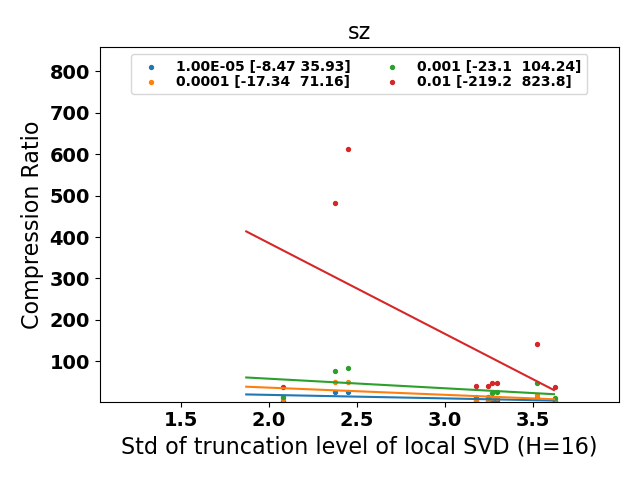 sz
1.00E-05 [-8.47 35.93]
0.0001 [-17.34  71.16]
0.001 [-23.1  104.24]
0.01 [-219.2  823.8]
Compression Ratio
800
700
600
500
400
300
200
100
1.5 2.0 2.5 3.0 3.5
Std of truncation level of local SVD (H=16)